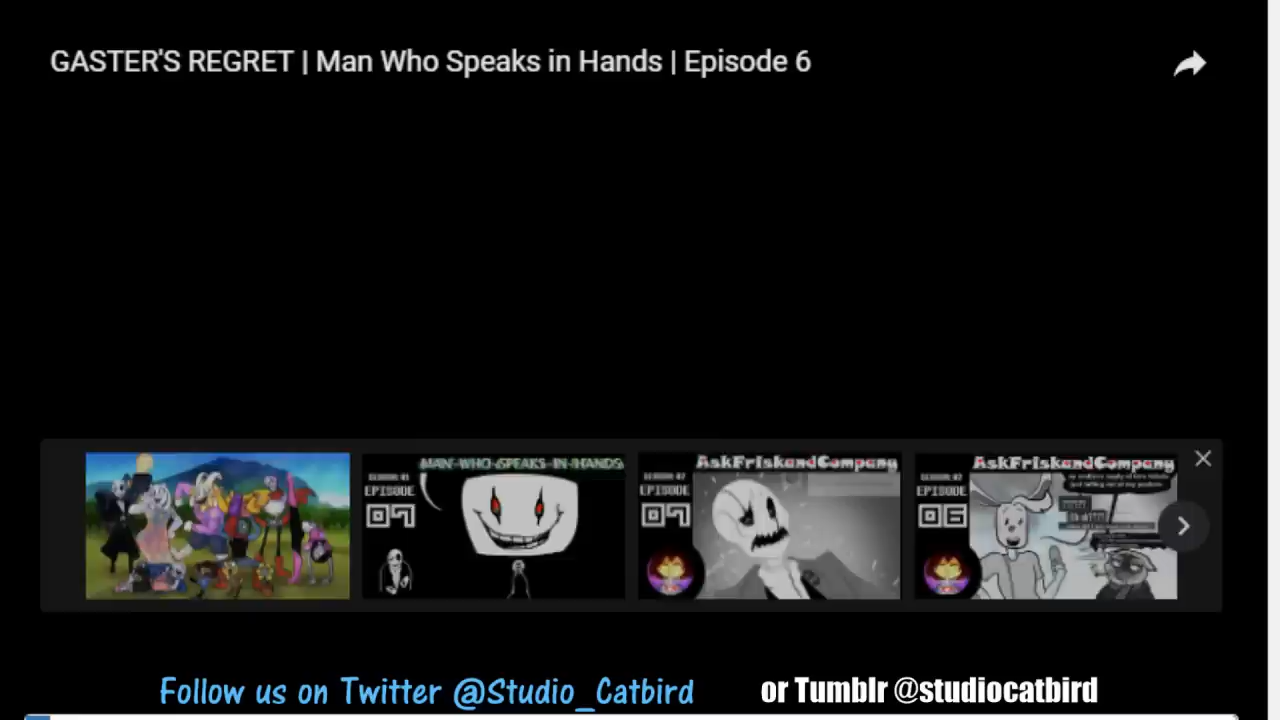 GASTER'S REGRET | Man Who Speaks in Hands | Episode 6
MAN-WHO-SPEAKS-IN-HANDS
EPISODE
07
AskFriskandCompany
EPISODE
07
AskFriskandCompany
EPISODE
06
Follow us on Twitter @Studio_Catbird
or Tumblr @studiocatbird